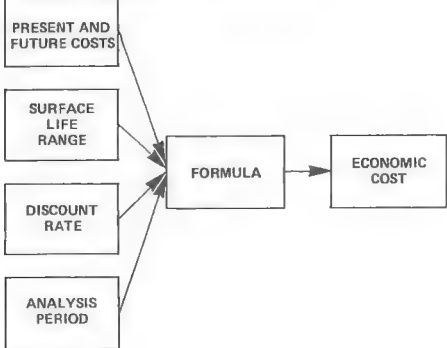 PRESENT AND
FUTURE COSTS
SURFACE
LIFE
RANGE
FORMULA
ECONOMIC
COST
DISCOUNT
RATE
ANALYSIS
PERIOD